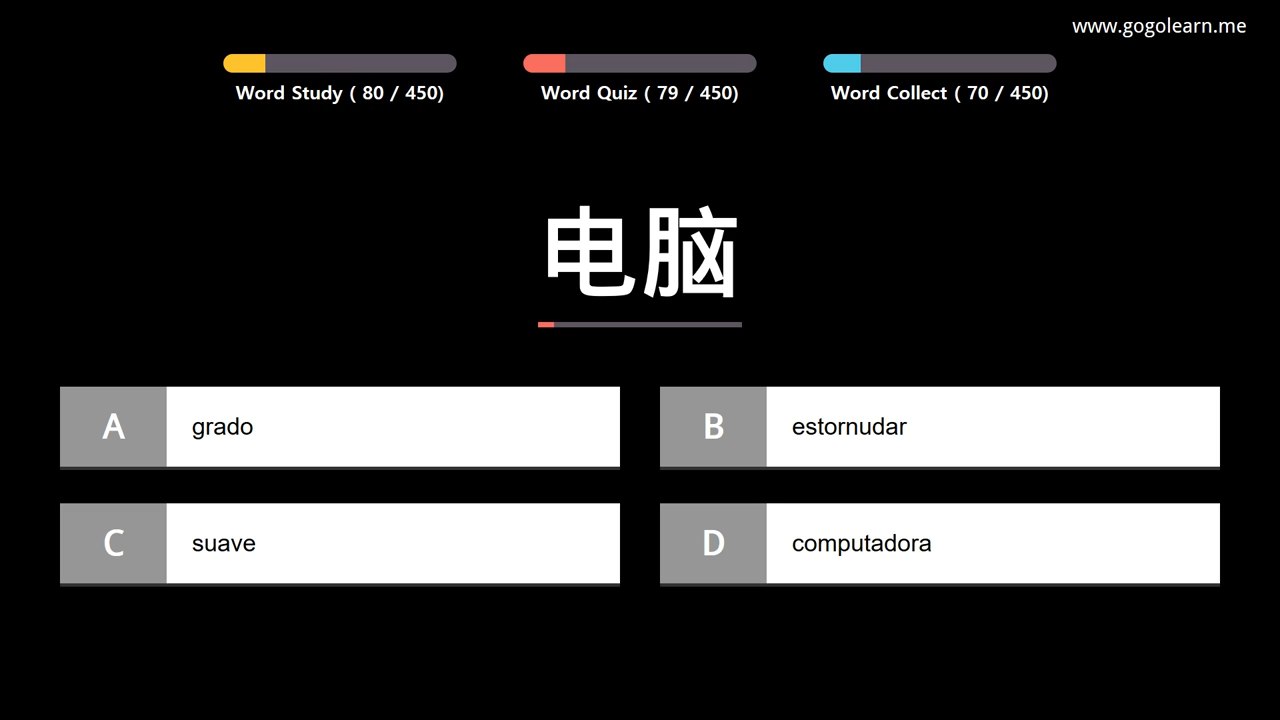 www.gogolearn.me
Word Study ( 80 / 450)
Word Quiz ( 79 / 450)
Word Collect ( 70 / 450)
电脑
A grado
B estornudar
C suave
D computadora